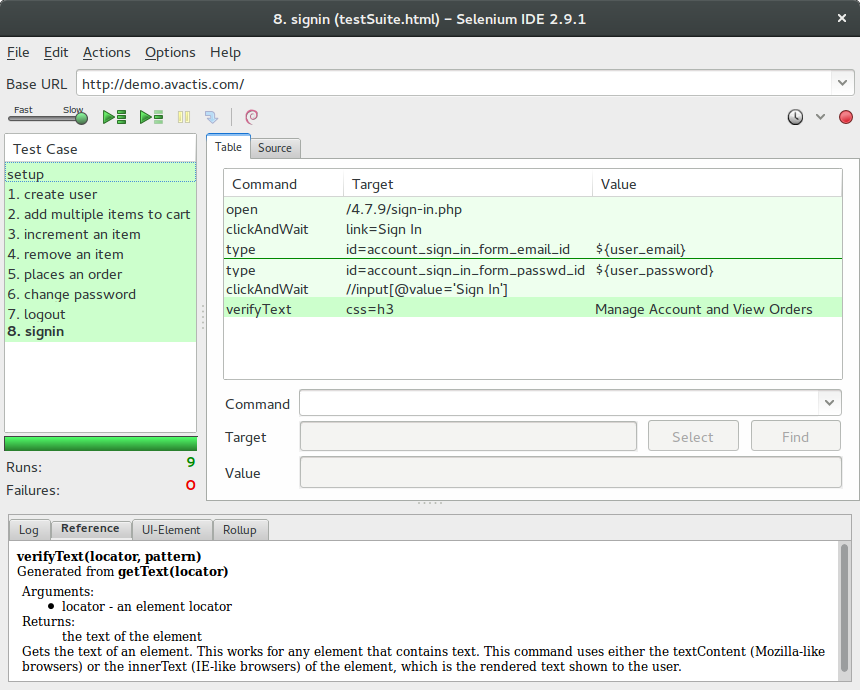 8. signin (testSuite.html) – Selenium IDE 2.9.1
File Edit Actions Options Help
Base URL http://demo.avactis.com/
Fast Slow
Test Case
setup
1. create user
2. add multiple items to cart
3. increment an item
4. remove an item
5. places an order
6. change password
7. logout
8. signin
Runs: 9
Failures: 0
Table Source
Command Target Value
open /4.7.9/sign-in.php
clickAndWait link=Sign In
type id=account_sign_in_form_email_id ${user_email}
type id=account_sign_in_form_passwd_id ${user_password}
clickAndWait //input[@value='Sign In']
verifyText css=h3 Manage Account and View Orders
Command
Target Select Find
Value
Log Reference UI-Element Rollup
verifyText(locator, pattern)
Generated from getText(locator)
Arguments:
• locator - an element locator
Returns:
the text of the element
Gets the text of an element. This works for any element that contains text. This command uses either the textContent (Mozilla-like
browsers) or the innerText (IE-like browsers) of the element, which is the rendered text shown to the user.